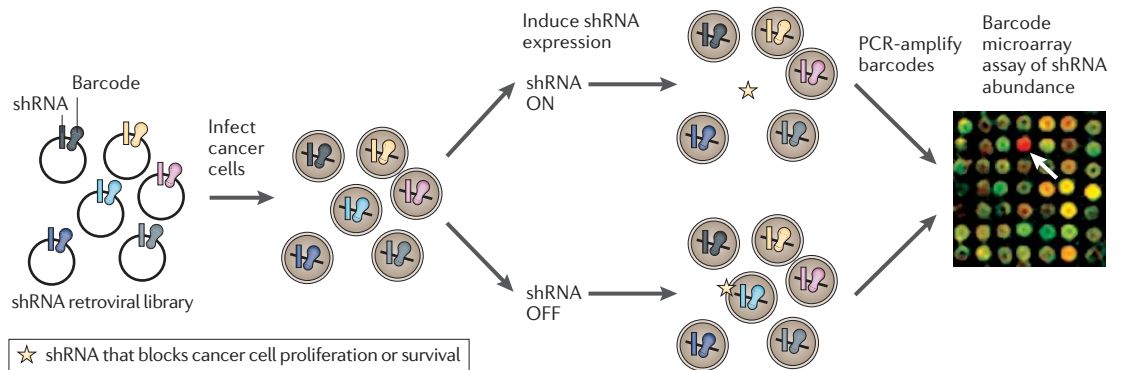 shRNA
Barcode
shRNA retroviral library
Infect
cancer
cells
Induce shRNA
expression
shRNA
ON
shRNA
OFF
PCR-amplify
barcodes
Barcode
microarray
assay of shRNA
abundance
shRNA that blocks cancer cell proliferation or survival